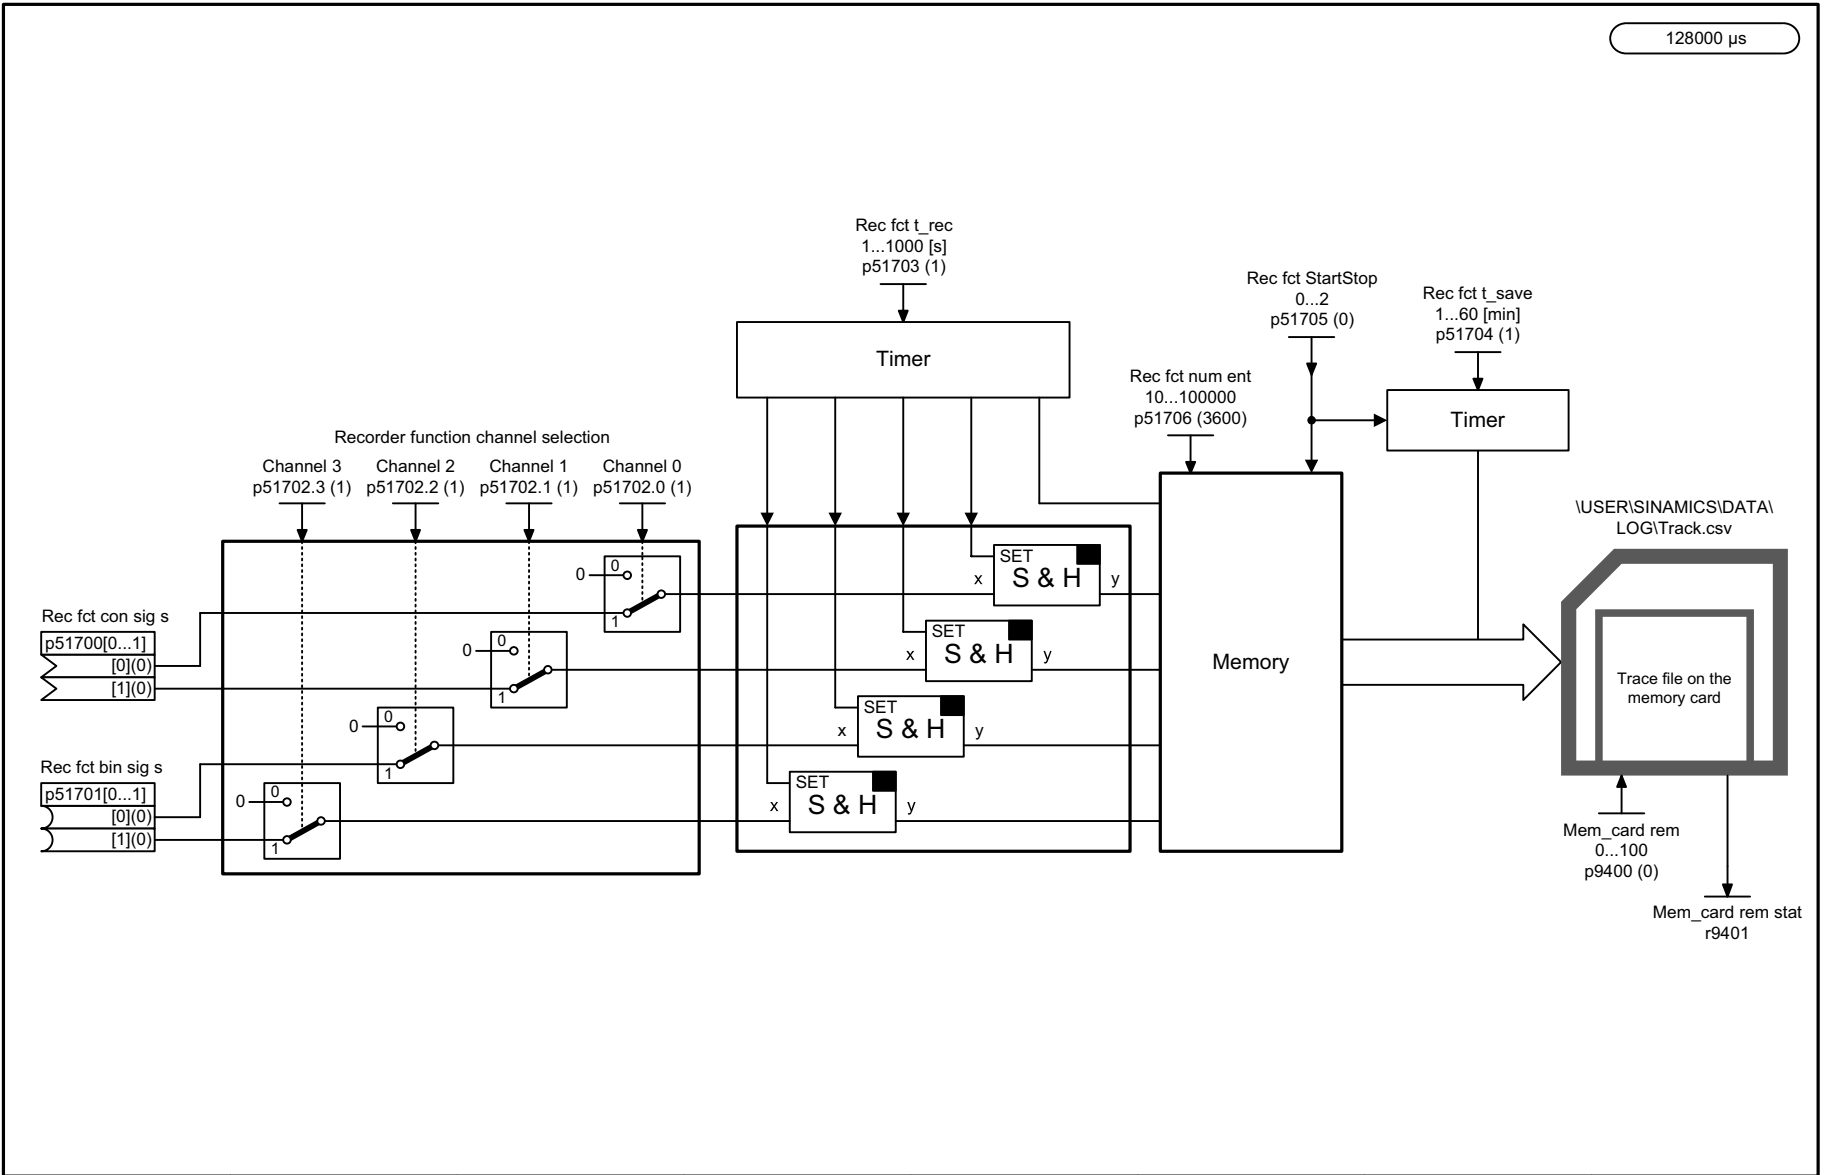 128000 µs
Rec fct t_rec
1...1000 [s]
p51703 (1)
Timer
Rec fct StartStop
0...2
p51705 (0)
Rec fct t_save
1...60 [min]
p51704 (1)
Timer
Rec fct num ent
10...100000
p51706 (3600)
Recorder function channel selection
Channel 3 Channel 2 Channel 1 Channel 0
p51702.3 (1) p51702.2 (1) p51702.1 (1) p51702.0 (1)
\USER\SINAMICS\DATA\
LOG\Track.csv
Rec fct con sig s
p51700[0...1]
[0](0)
[1](0)
Rec fct bin sig s
p51701[0...1]
[0](0)
[1](0)
0 0
1
0 0
1
0 0
1
0 0
1
SET
x S & H y
SET
x S & H y
SET
x S & H y
SET
x S & H y
Memory
Trace file on the
memory card
Mem_card rem
0...100
p9400 (0)
Mem_card rem stat
r9401